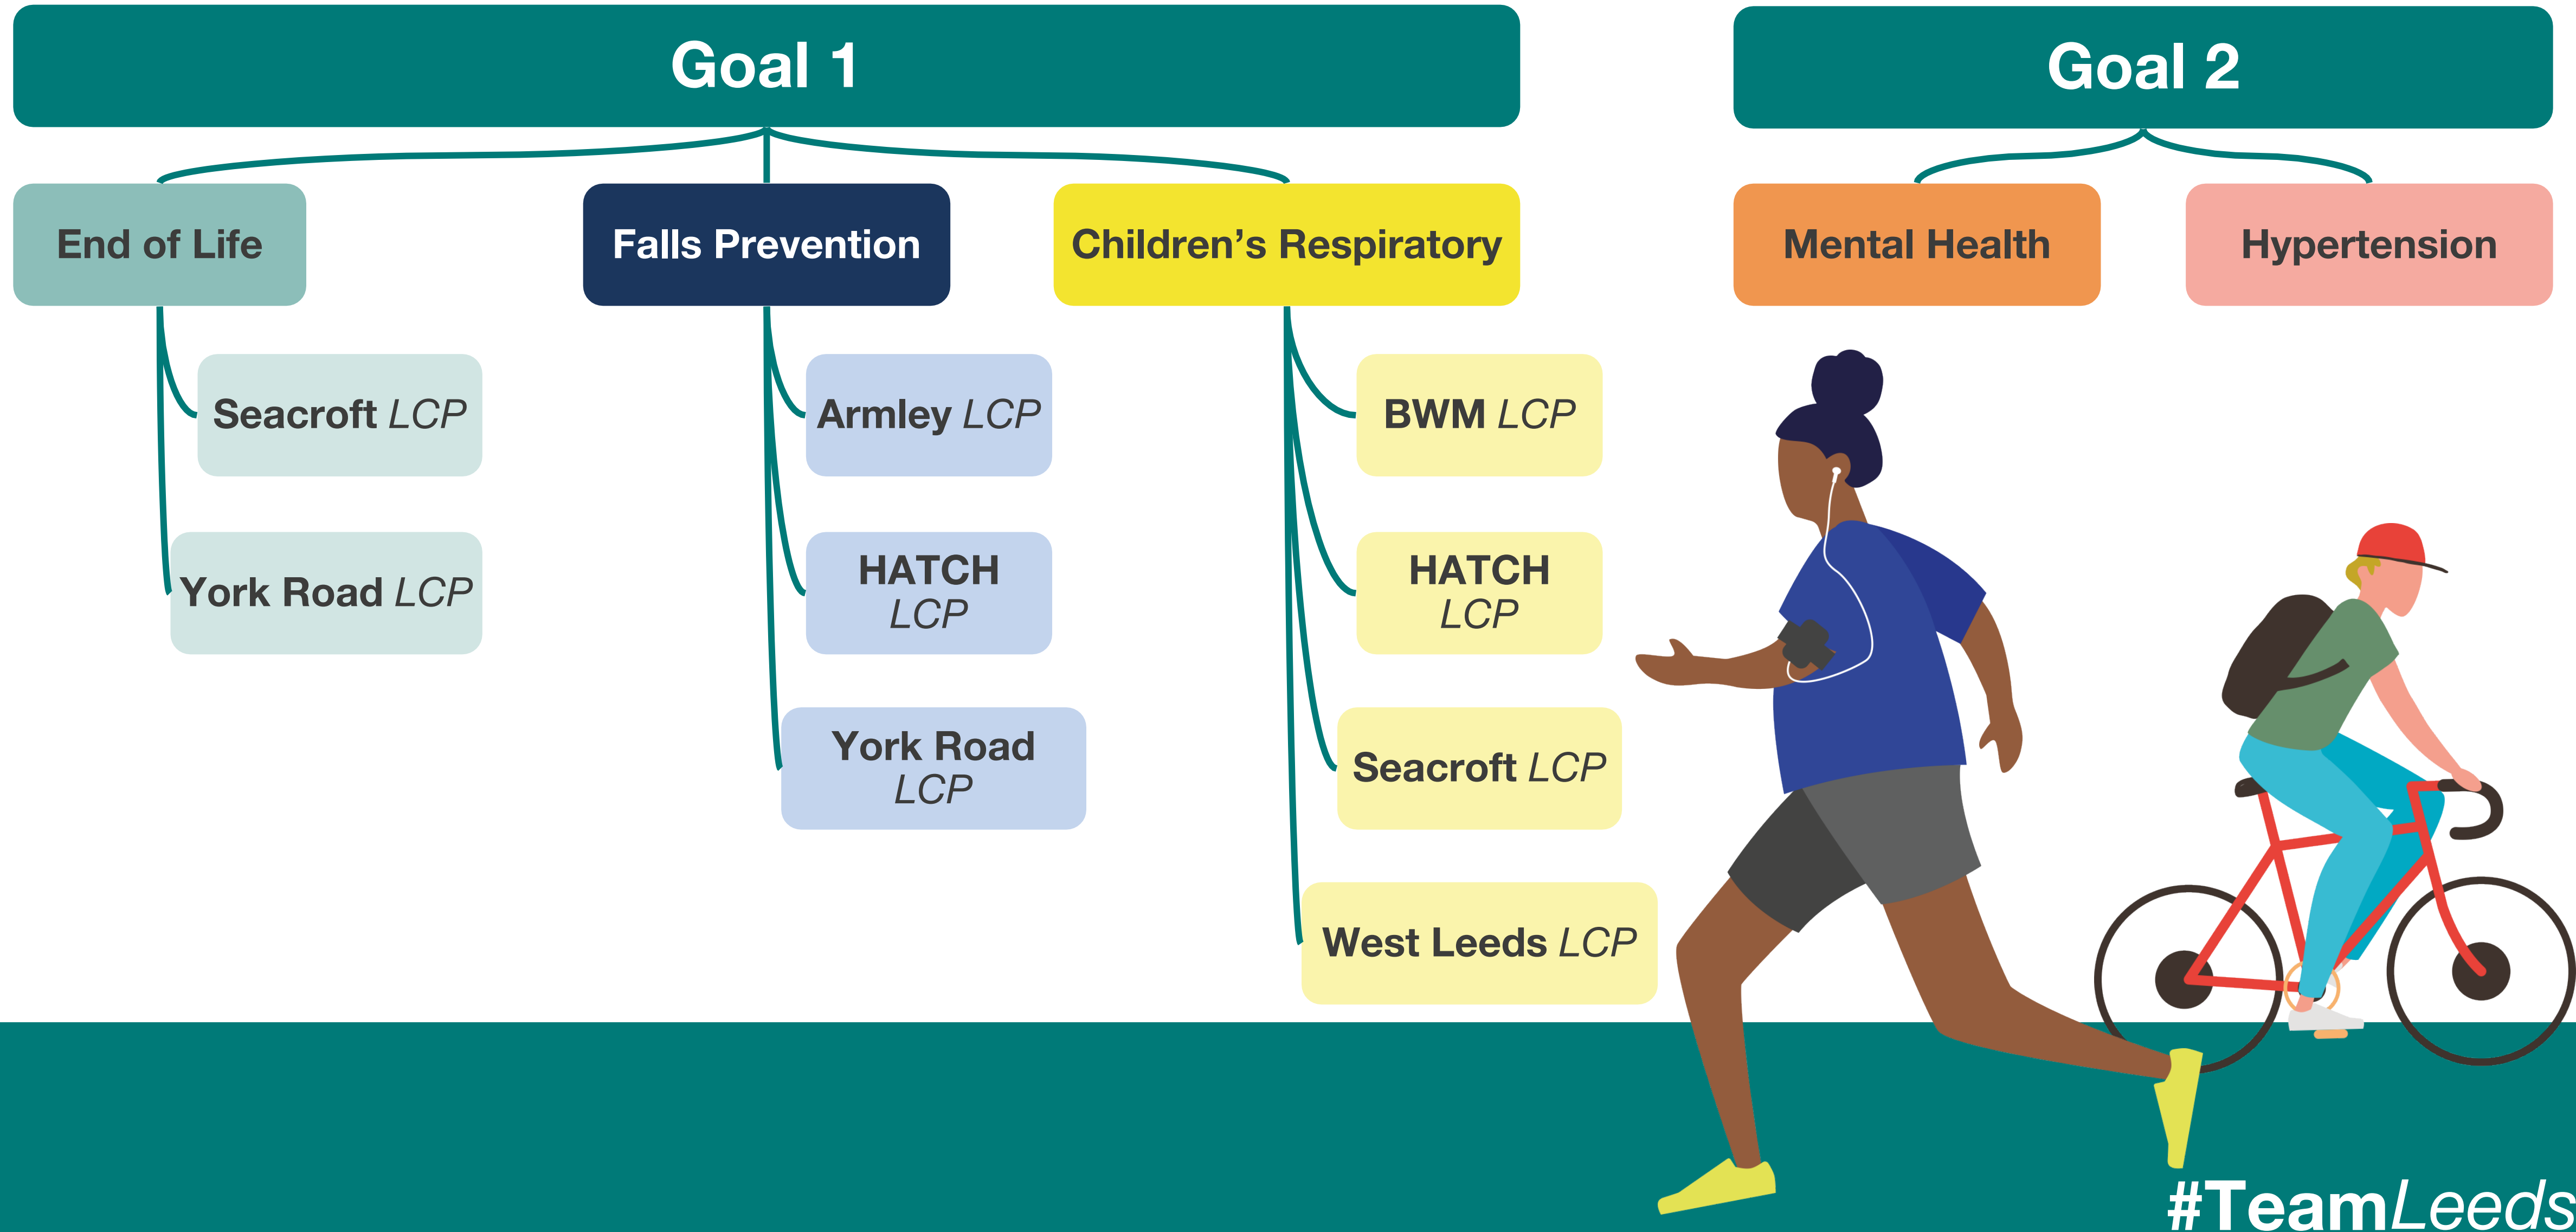 Goal 1
Goal 2
End of Life
Falls Prevention
Children’s Respiratory
Mental Health
Hypertension
Seacroft LCP
York Road LCP
Armley LCP
HATCH
LCP
York Road
LCP
BWM LCP
HATCH
LCP
Seacroft LCP
West Leeds LCP
#TeamLeeds